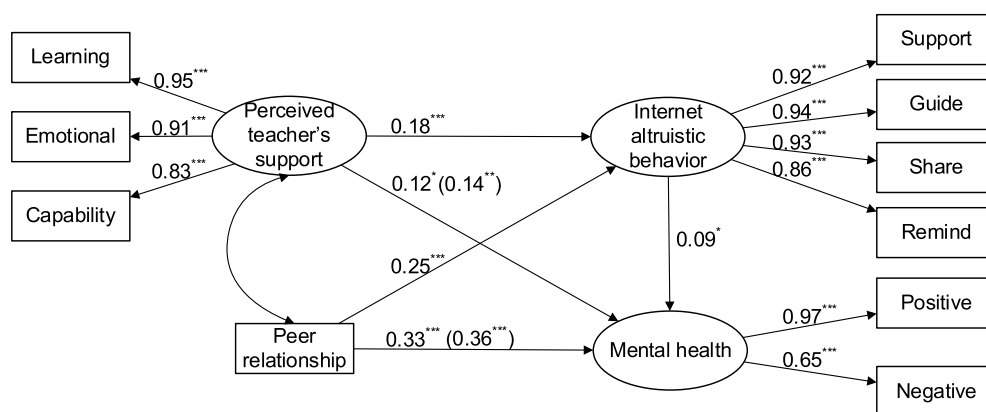 Learning
Emotional
Capability
0.95***
0.91***
0.83***
Perceived
teacher's
support
0.18***
0.12*(0.14**)
0.25***
0.33*** (0.36***)
Peer
relationship
Internet
altruistic
behavior
0.09*
Mental health
0.92***
0.94***
0.93***
0.86***
Support
Guide
Share
Remind
0.97***
0.65***
Positive
Negative